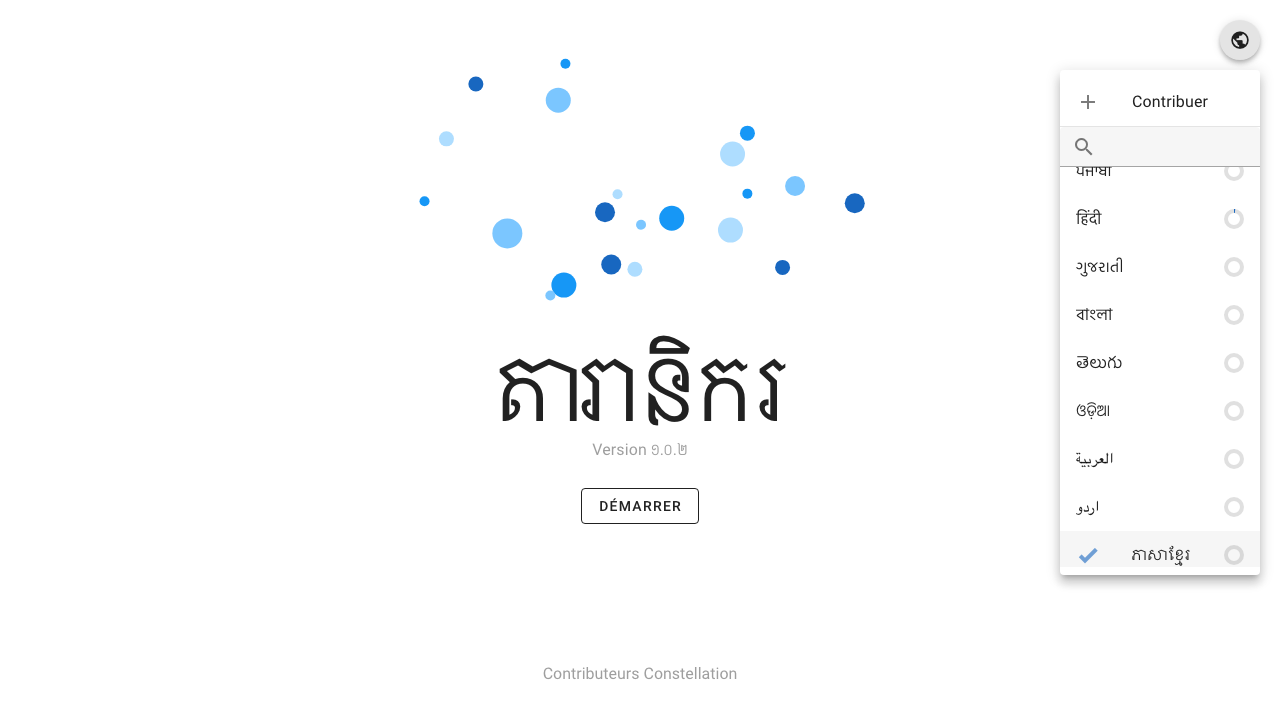 Contribuer
ਪੰਜਾਬੀ
हिंदी
ગુજરાતી
বাংলা
తెలుగు
ଓଡ଼ିଆ
العربية
اردو
ភាសាខ្មែរ
តារានិករ
Version ១.០.២
DÉMARRER
Contributeurs Constellation